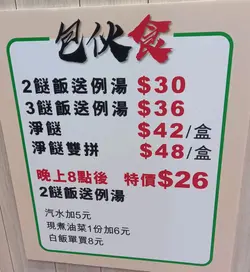 包伙食
2餸飯送例湯 $30
3餸飯送例湯 $36
淨餸 $42/盒
淨餸雙拼 $48/盒
晚上8點後 特價$26
2餸飯送例湯
汽水加5元
現煮油菜1份加6元
白飯單買8元